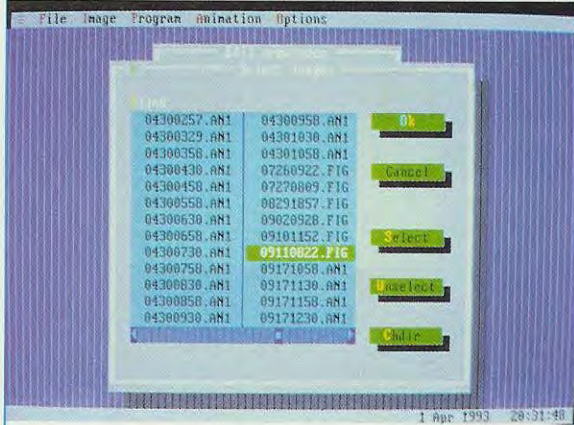 ≡ File Image Program Animation Options
Select Images
Files
04300257.AN1 04300958.AN1
04300329.AN1 04301030.AN1
04300358.AN1 04301058.AN1
04300430.AN1 07260922.FIG
04300458.AN1 07270809.FIG
04300558.AN1 08291857.FIG
04300630.AN1 09020928.FIG
04300658.AN1 09101152.FIG
04300730.AN1 09110822.FIG
04300758.AN1 09171058.AN1
04300830.AN1 09171130.AN1
04300858.AN1 09171158.AN1
04300930.AN1 09171230.AN1
Ok
Cancel
Select
Unselect
Chdir
1 Apr 1993 20:31:48